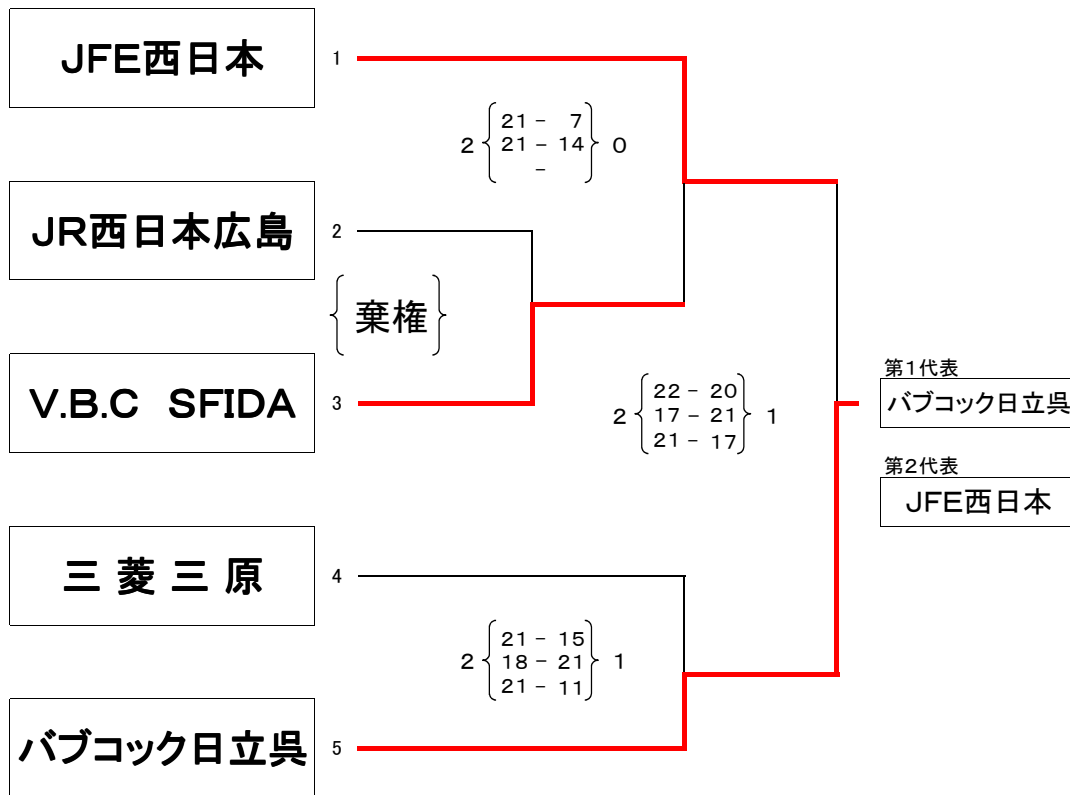 JFE西日本
1
21 - 7
2 21 - 14 0
-
JR西日本広島
2
棄権
V.B.C SFIDA
3
22 - 20
2 17 - 21 1
21 - 17
第1代表
バブコック日立呉
第2代表
JFE西日本
三菱三原
4
21 - 15
2 18 - 21 1
21 - 11
バブコック日立呉
5